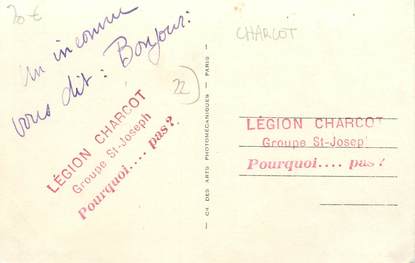 20 €
un inconnu
vous dit : Bonjour.
22
LÉGION CHARCOT
Groupe St-Joseph
Pourquoi.... pas ?
— Cie DES ARTS PHOTOMÉCANIQUES — PARIS —
CHARCOT
LÉGION CHARCOT
Groupe St-Josep
Pourquoi.... pas ?